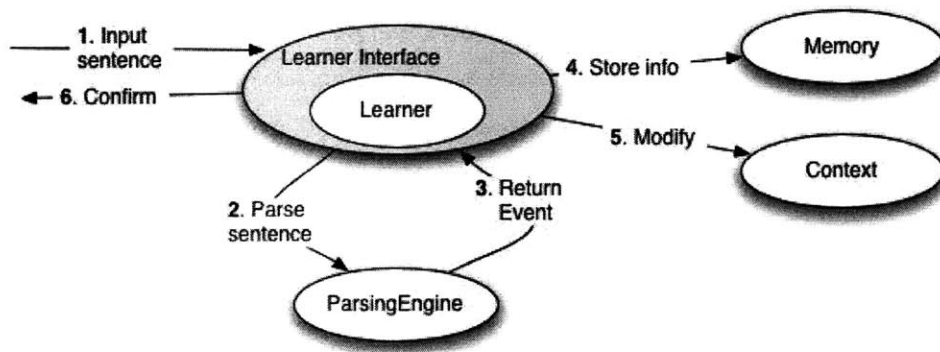 1. Input
sentence
Learner Interface
Memory
4. Store info
6. Confirm
Learner
5. Modify
Context
2. Parse
sentence
3. Return
Event
ParsingEngine